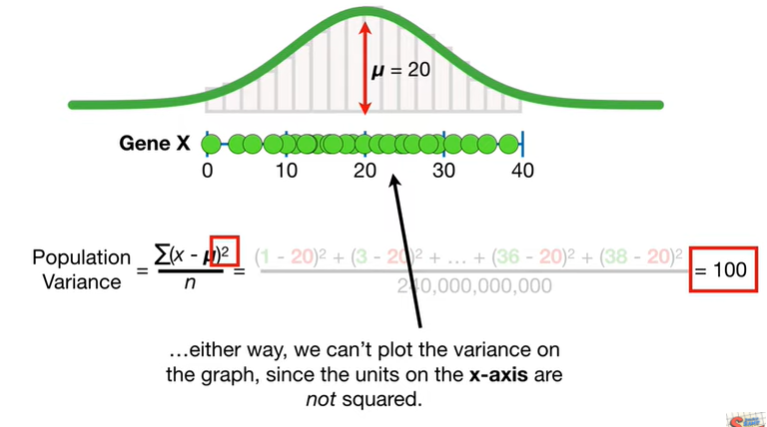 μ = 20
Gene X
0 10 20 30 40
Population Variance = Σ(x - μ)² / n = (1 - 20)² + (3 - 20)² + … + (36 - 20)² + (38 - 20)² / 240,000,000,000 = 100
…either way, we can’t plot the variance on
the graph, since the units on the x-axis are
not squared.